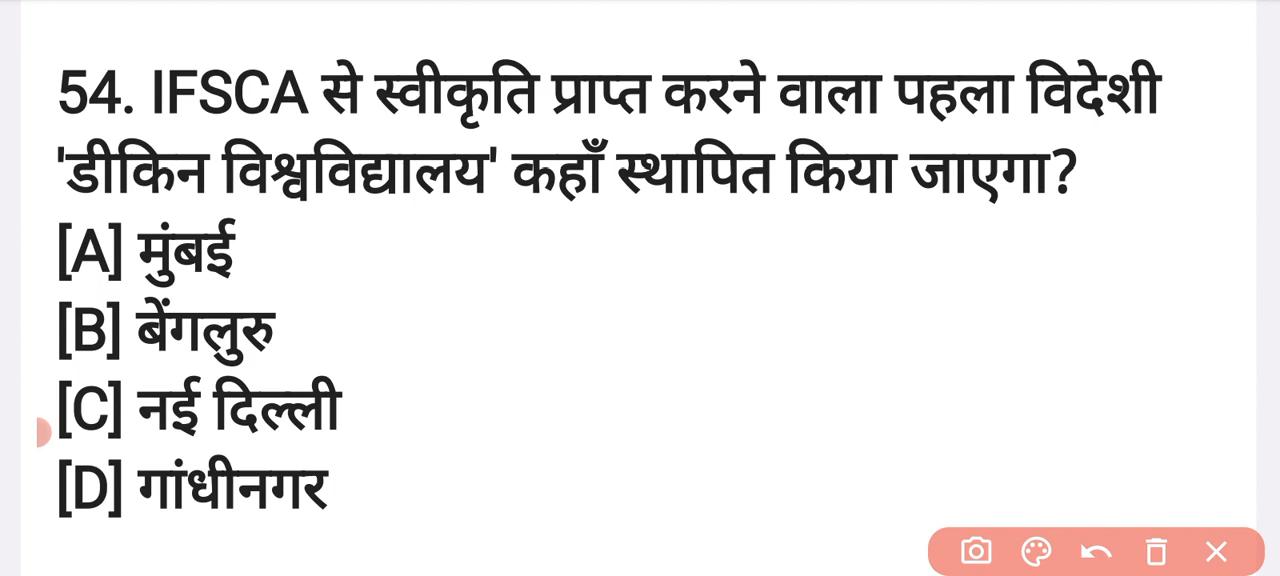 54. IFSCA से स्वीकृति प्राप्त करने वाला पहला विदेशी
'डीकिन विश्वविद्यालय' कहाँ स्थापित किया जाएगा?
[A] मुंबई
[B] बेंगलुरु
[C] नई दिल्ली
[D] गांधीनगर